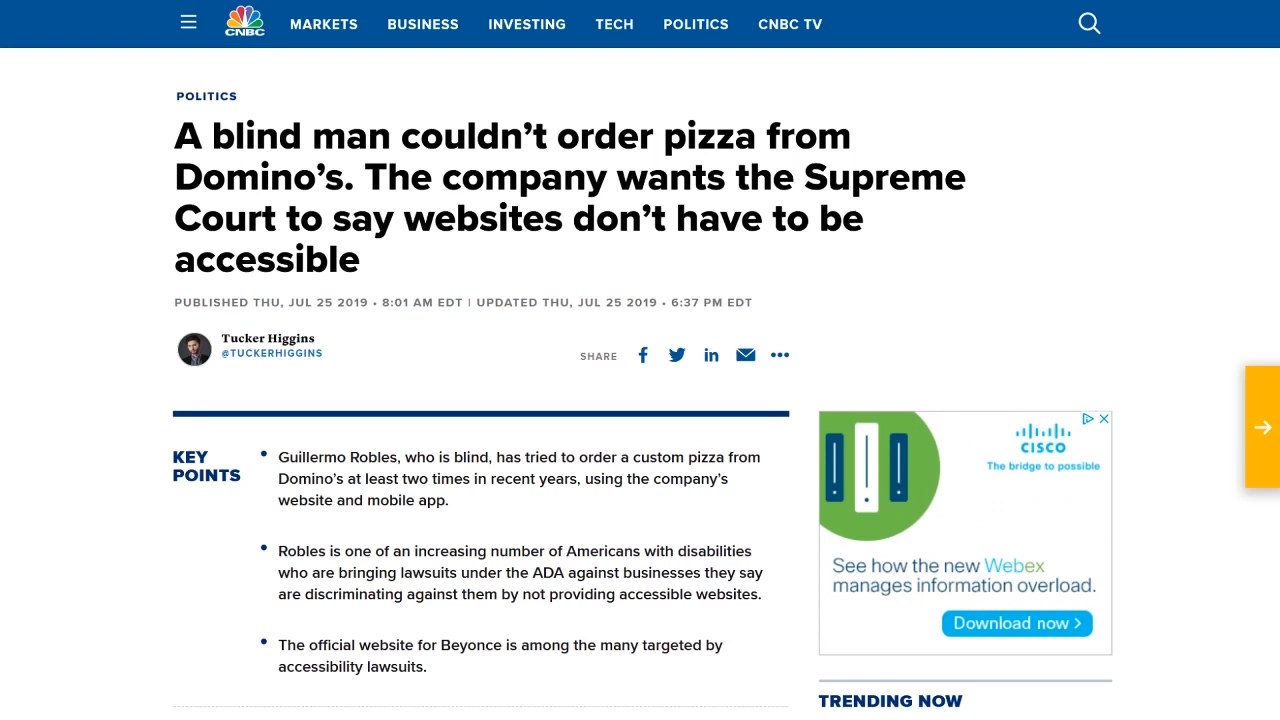 CNBC
MARKETS BUSINESS INVESTING TECH POLITICS CNBC TV
POLITICS
A blind man couldn’t order pizza from
Domino’s. The company wants the Supreme
Court to say websites don’t have to be
accessible
PUBLISHED THU, JUL 25 2019 • 8:01 AM EDT | UPDATED THU, JUL 25 2019 • 6:37 PM EDT
Tucker Higgins
@TUCKERHIGGINS
SHARE
KEY
POINTS
• Guillermo Robles, who is blind, has tried to order a custom pizza from
Domino’s at least two times in recent years, using the company’s
website and mobile app.
• Robles is one of an increasing number of Americans with disabilities
who are bringing lawsuits under the ADA against businesses they say
are discriminating against them by not providing accessible websites.
• The official website for Beyonce is among the many targeted by
accessibility lawsuits.
CISCO
The bridge to possible
See how the new Webex
manages information overload.
Download now >
TRENDING NOW